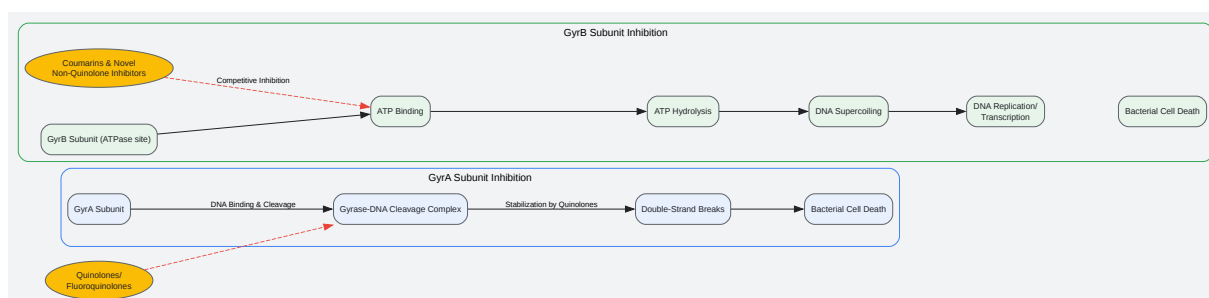 GyrB Subunit Inhibition
Coumarins & Novel
Non-Quinolone Inhibitors
Competitive Inhibition
GyrB Subunit (ATPase site)
ATP Binding
ATP Hydrolysis
DNA Supercoiling
DNA Replication/
Transcription
Bacterial Cell Death
GyrA Subunit Inhibition
GyrA Subunit
DNA Binding & Cleavage
Gyrase-DNA Cleavage Complex
Stabilization by Quinolones
Double-Strand Breaks
Bacterial Cell Death
Quinolones/
Fluoroquinolones